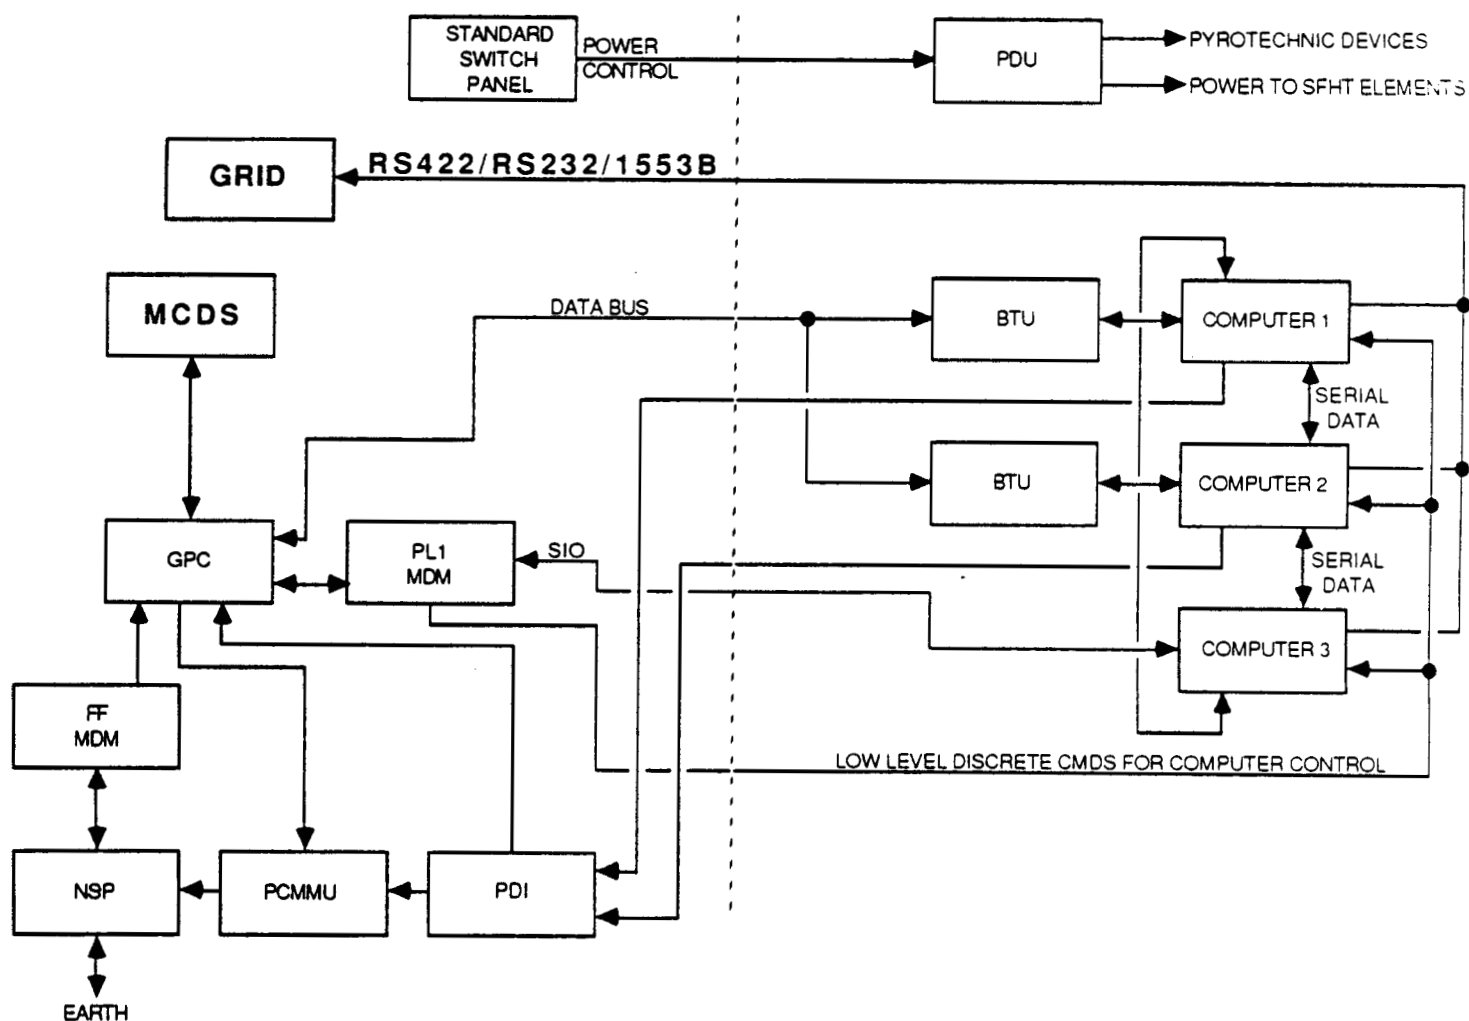 STANDARD
SWITCH
PANEL
POWER
CONTROL
PDU
PYROTECHNIC DEVICES
POWER TO SFHT ELEMENTS
GRID
RS422/RS232/1553B
MCDS
DATA BUS
BTU
COMPUTER 1
SERIAL
DATA
BTU
COMPUTER 2
GPC
PL1
MDM
SIO
SERIAL
DATA
COMPUTER 3
FF
MDM
LOW LEVEL DISCRETE CMDS FOR COMPUTER CONTROL
NSP
PCMMU
PDI
EARTH